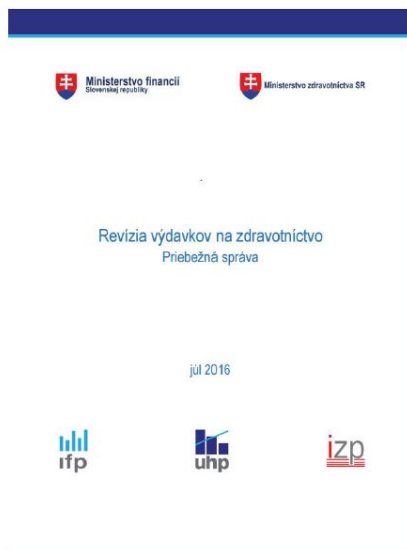 Ministerstvo financií
Slovenskej republiky
Ministerstvo zdravotníctva SR
Revízia výdavkov na zdravotníctvo
Priebežná správa
júl 2016
ifp
uhp
izp